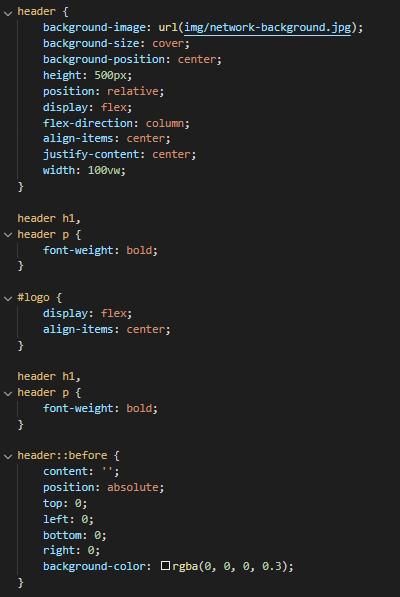 header {
    background-image: url(img/network-background.jpg);
    background-size: cover;
    background-position: center;
    height: 500px;
    position: relative;
    display: flex;
    flex-direction: column;
    align-items: center;
    justify-content: center;
    width: 100vw;
}

header h1,
header p {
    font-weight: bold;
}

#logo {
    display: flex;
    align-items: center;
}

header h1,
header p {
    font-weight: bold;
}

header::before {
    content: '';
    position: absolute;
    top: 0;
    left: 0;
    bottom: 0;
    right: 0;
    background-color: rgba(0, 0, 0, 0.3);
}